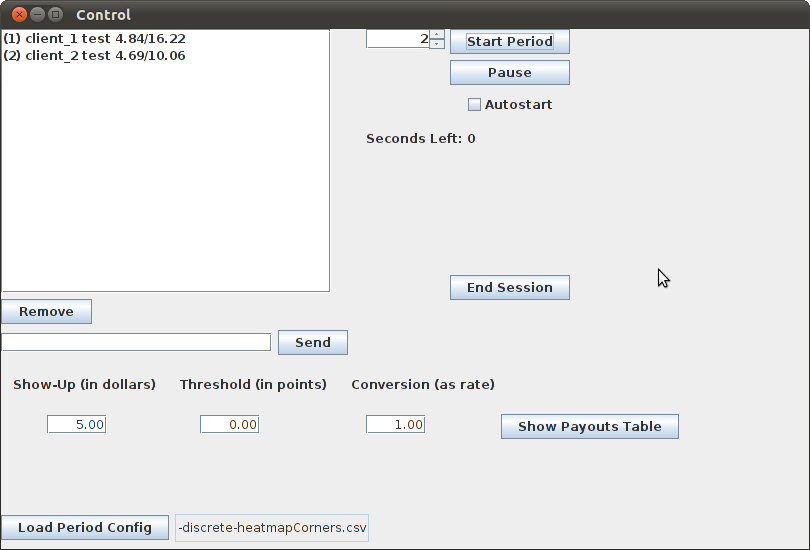 Control
(1) client_1 test 4.84/16.22
(2) client_2 test 4.69/10.06
2
Start Period
Pause
Autostart
Seconds Left: 0
End Session
Remove
Send
Show-Up (in dollars) Threshold (in points) Conversion (as rate)
5.00 0.00 1.00 Show Payouts Table
Load Period Config -discrete-heatmapCorners.csv